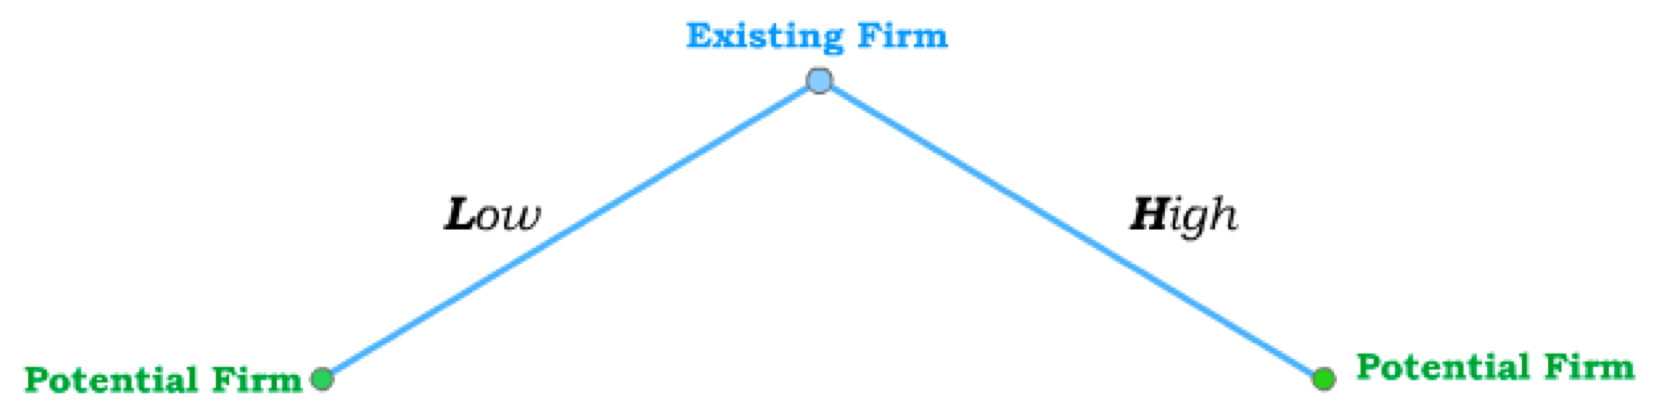 Existing Firm
Low
High
Potential Firm
Potential Firm